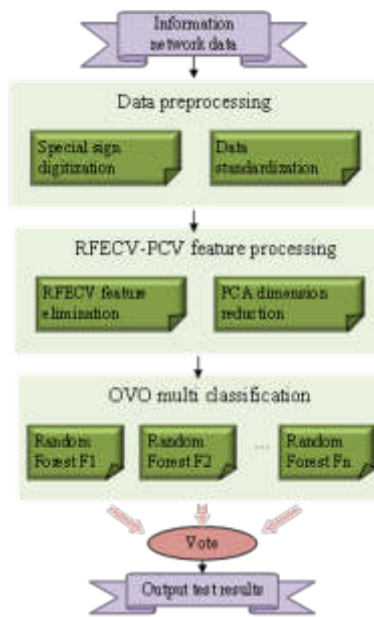 Information
network data
Data preprocessing
Special sign
digitization
Data
standardization
RFECV-PCV feature processing
RFECV feature
elimination
PCA dimension
reduction
OVO multi classification
Random
Forest F1
Random
Forest F2
...
Random
Forest Fn
Vote
Output test results